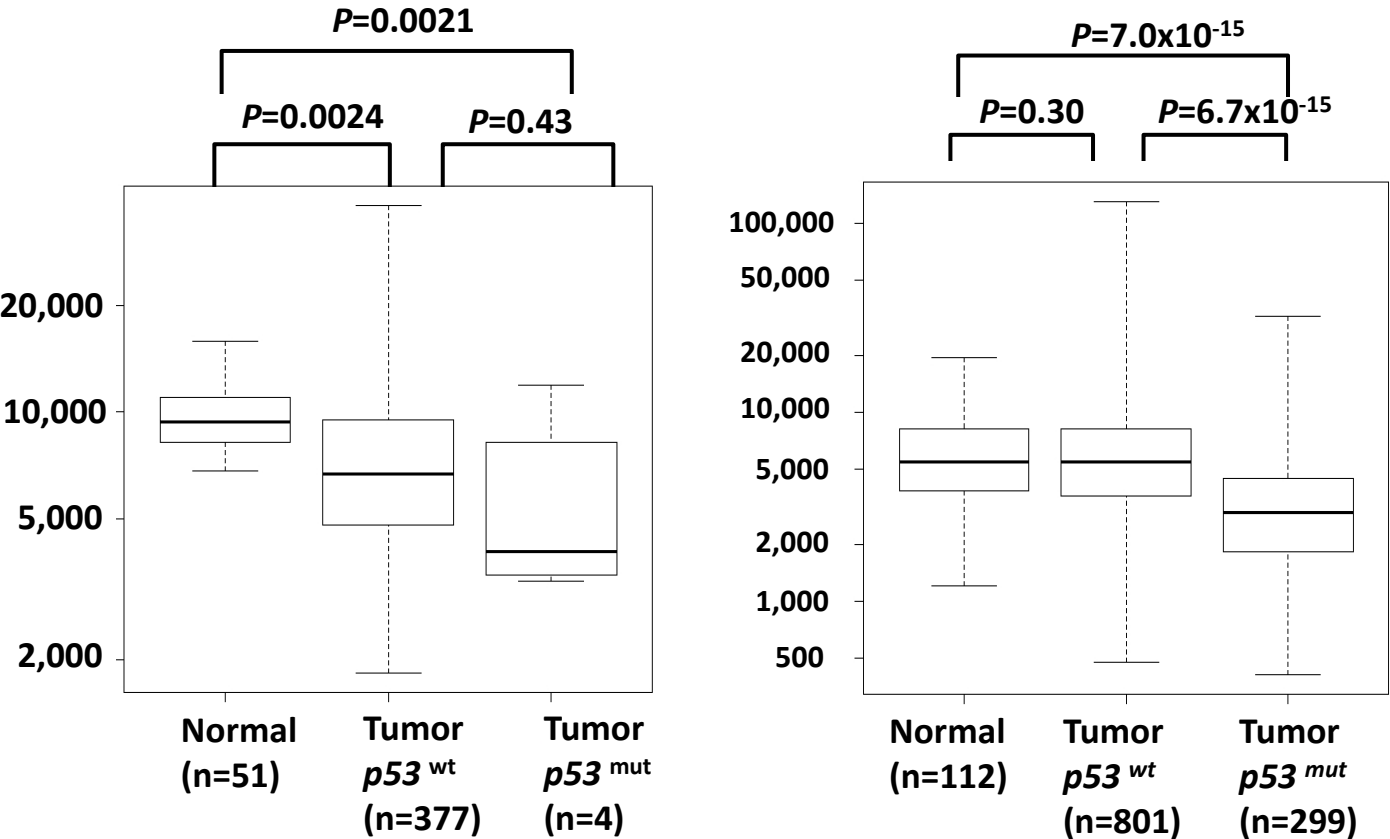 P=0.0021
P=0.0024
P=0.43
20,000
10,000
5,000
2,000
Normal
(n=51)
Tumor
p53 wt
(n=377)
Tumor
p53 mut
(n=4)
P=7.0x10-15
P=0.30
P=6.7x10-15
100,000
50,000
20,000
10,000
5,000
2,000
1,000
500
Normal
(n=112)
Tumor
p53 wt
(n=801)
Tumor
p53 mut
(n=299)